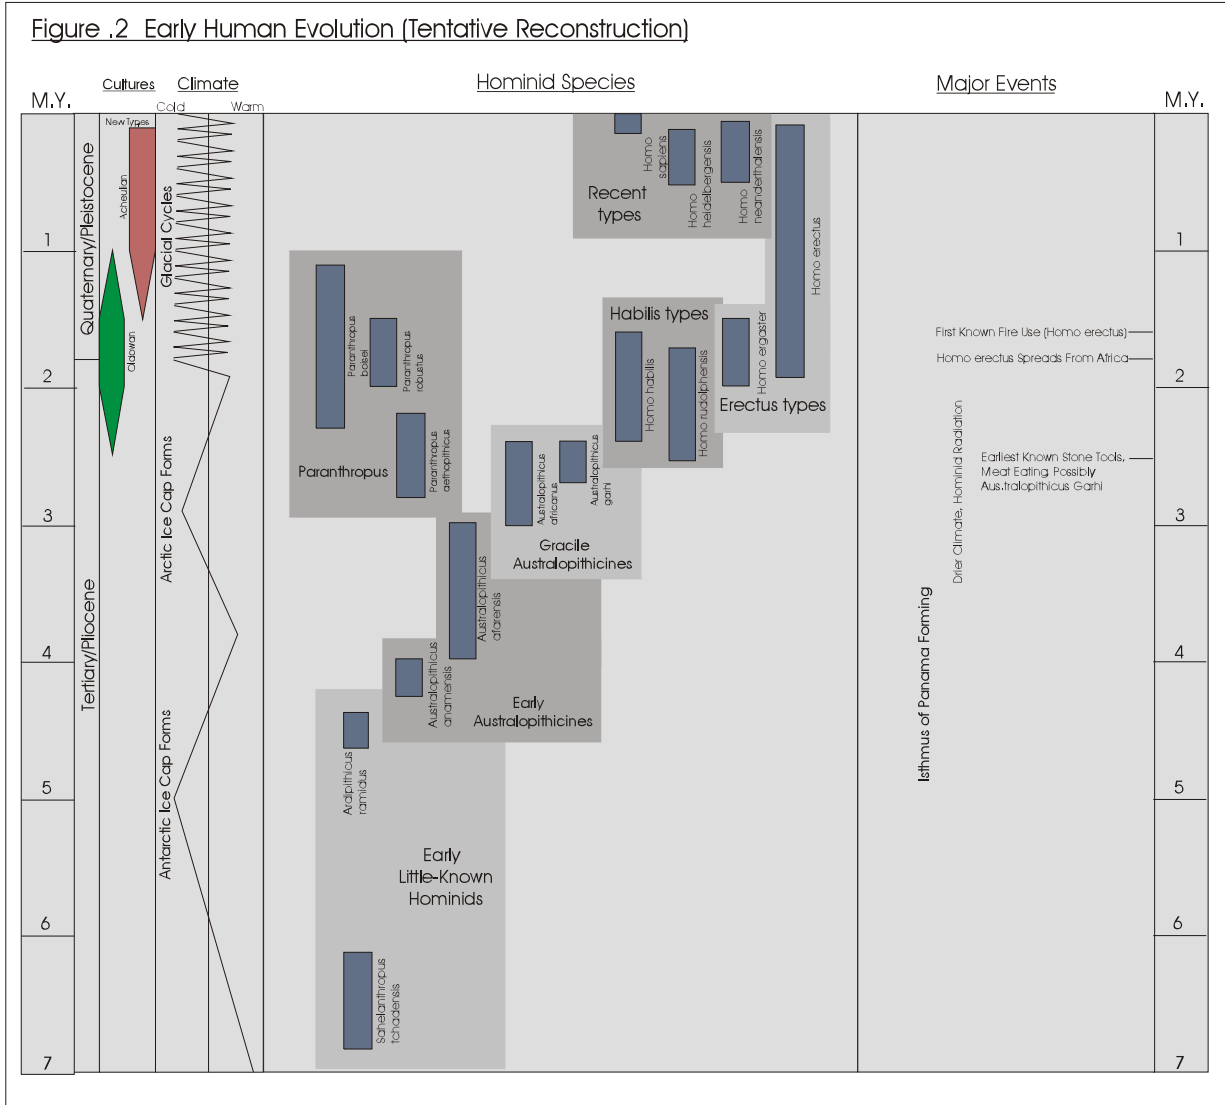 Figure .2 Early Human Evolution (Tentative Reconstruction)
Cultures
Climate
Hominid Species
Major Events
M.Y.
Cold
Warm
M.Y.
New Types
Acheulian
Oldowan
Quaternary/Pleistocene
Tertiary/Pliocene
Glacial Cycles
Arctic Ice Cap Forms
Antarctic Ice Cap Forms
1
2
3
4
5
6
7
Homo
sapiens
Homo
heidelbergensis
Homo
neanderthalensis
Recent
types
Homo erectus
Paranthropus
boisei
Paranthropus
robustus
Paranthropus
aethopithicus
Paranthropus
Habilis types
Homo habilis
Homo rudolphensis
Homo ergaster
Erectus types
Australopithicus
africanus
Australopithicus
garhi
Gracile
Australopithicines
Australopithicus
afarensis
Australopithicus
anamensis
Early
Australopithicines
Ardipithicus
ramidus
Early
Little-Known
Hominids
Sahelanthropus
tchadensis
First Known Fire Use (Homo erectus)
Homo erectus Spreads From Africa
Earliest Known Stone Tools,
Meat Eating, Possibly
Aus.tralopithicus Garhi
Drier Climate, Hominid Radiation
Isthmus of Panama Forming
1
2
3
4
5
6
7